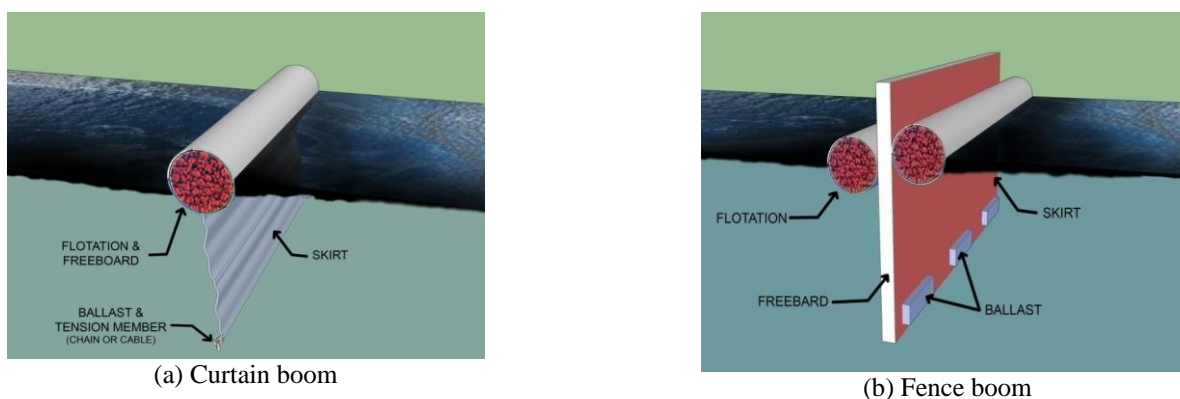 FLOTATION &
FREEBOARD
SKIRT
BALLAST &
TENSION MEMBER
(CHAIN OR CABLE)
(a) Curtain boom
FLOTATION
SKIRT
FREEBARD
BALLAST
(b) Fence boom